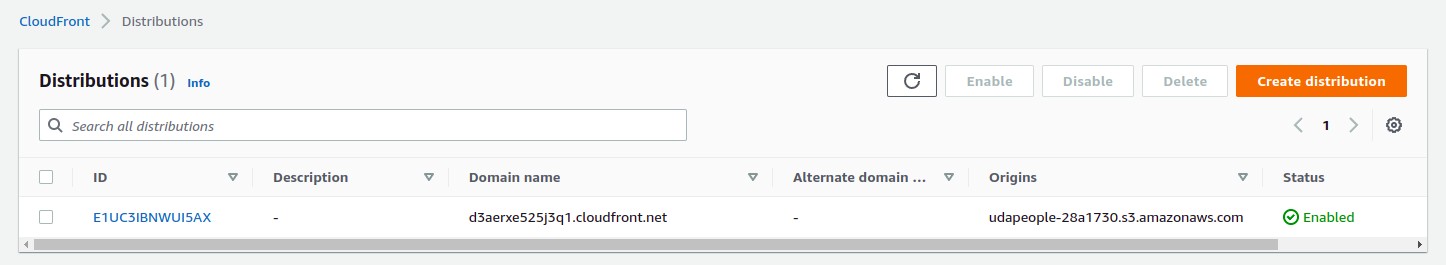 CloudFront > Distributions
Distributions (1) Info
Enable Disable Delete Create distribution
Search all distributions
1
ID Description Domain name Alternate domain ... Origins Status
E1UC3IBNWUI5AX - d3aerxe525j3q1.cloudfront.net - udapeople-28a1730.s3.amazonaws.com Enabled